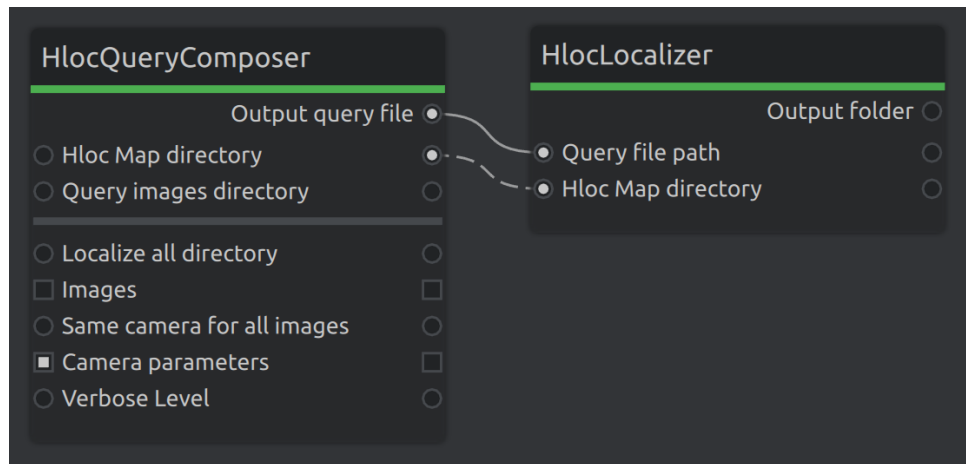 HlocQueryComposer
Output query file
Hloc Map directory
Query images directory
Localize all directory
Images
Same camera for all images
Camera parameters
Verbose Level
HlocLocalizer
Output folder
Query file path
Hloc Map directory